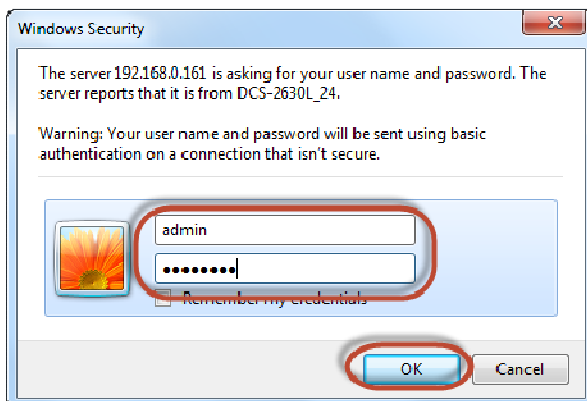 Windows Security
The server 192.168.0.161 is asking for your user name and password. The
server reports that it is from DCS-2630L_24.
Warning: Your user name and password will be sent using basic
authentication on a connection that isn't secure.
admin
••••••••
Remember my credentials
OK
Cancel